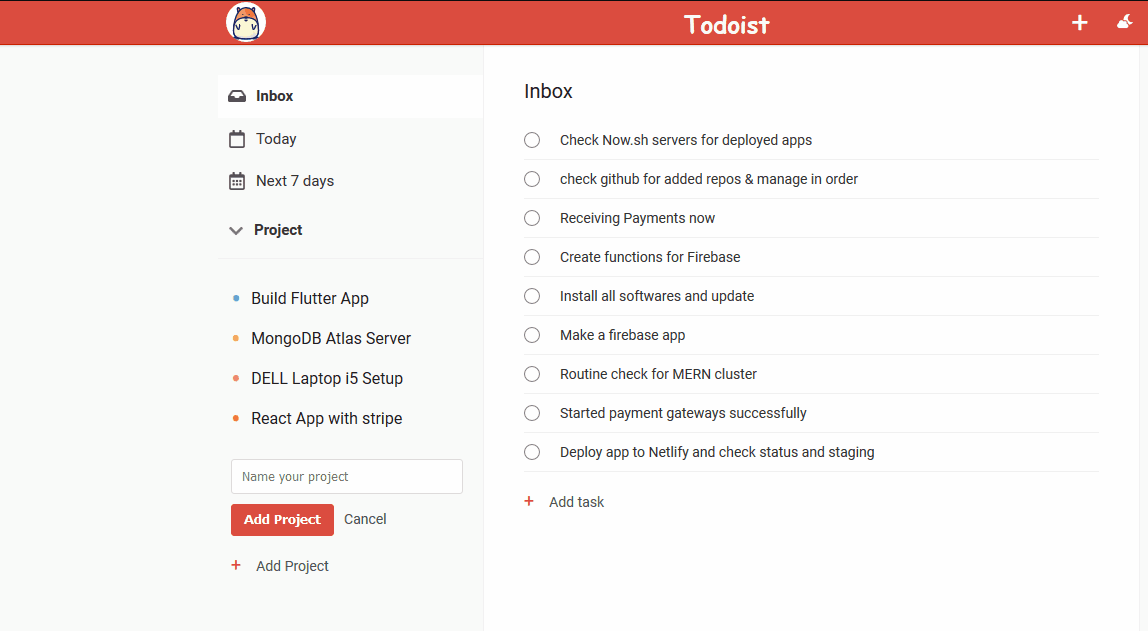 Todoist
Inbox
Today
Next 7 days
Project
Build Flutter App
MongoDB Atlas Server
DELL Laptop i5 Setup
React App with stripe
Name your project
Add Project
Cancel
+ Add Project
Inbox
Check Now.sh servers for deployed apps
check github for added repos & manage in order
Receiving Payments now
Create functions for Firebase
Install all softwares and update
Make a firebase app
Routine check for MERN cluster
Started payment gateways successfully
Deploy app to Netlify and check status and staging
+ Add task